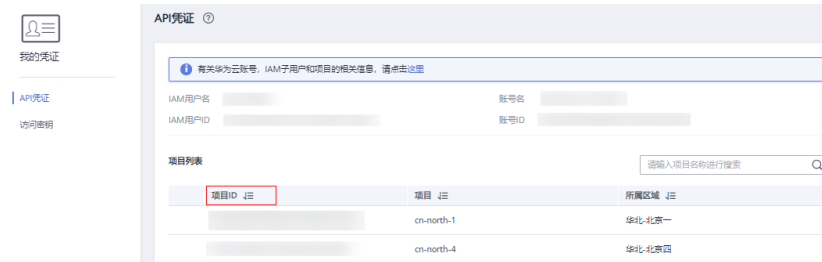 API凭证
我的凭证
有关华为云账号，IAM子用户和项目的相关信息，请点击这里
API凭证
IAM用户名
账号名
访问密钥
IAM用户ID
账号ID
项目列表
请输入项目名称进行搜索
项目ID 项目 所属区域
cn-north-1 华北-北京一
cn-north-4 华北-北京四